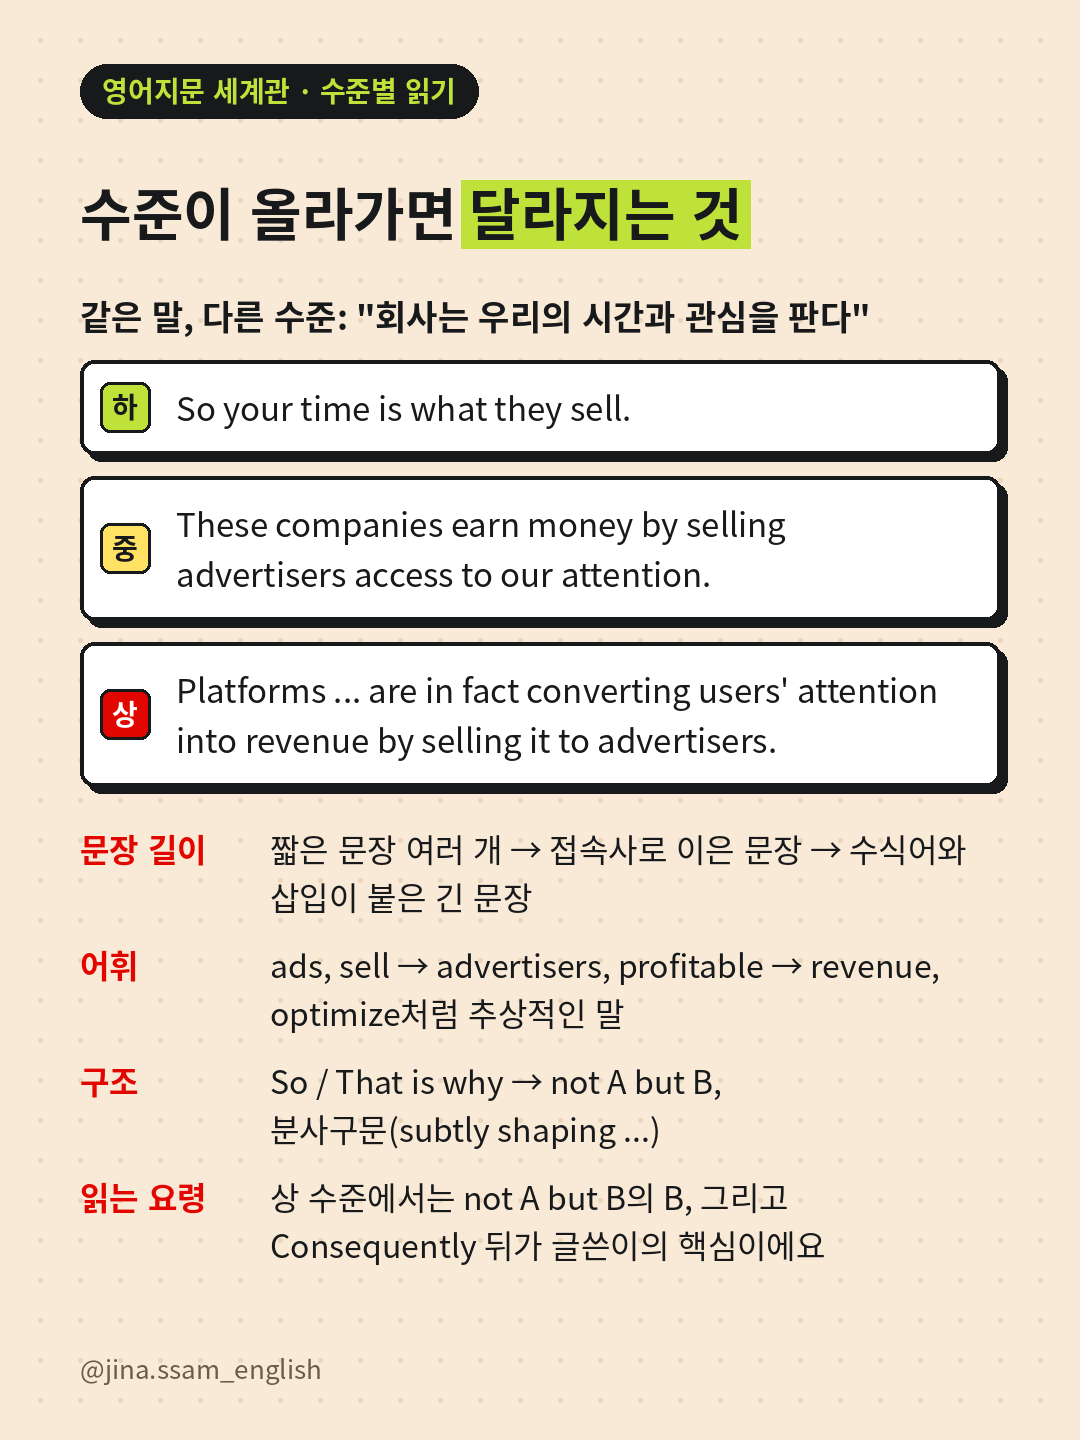 영어지문 세계관 · 수준별 읽기
수준이 올라가면 달라지는 것
같은 말, 다른 수준: "회사는 우리의 시간과 관심을 판다"
하 So your time is what they sell.
중 These companies earn money by selling
advertisers access to our attention.
상 Platforms ... are in fact converting users' attention
into revenue by selling it to advertisers.
문장 길이 짧은 문장 여러 개 → 접속사로 이은 문장 → 수식어와
삽입이 붙은 긴 문장
어휘 ads, sell → advertisers, profitable → revenue,
optimize처럼 추상적인 말
구조 So / That is why → not A but B,
분사구문(subtly shaping ...)
읽는 요령 상 수준에서는 not A but B의 B, 그리고
Consequently 뒤가 글쓴이의 핵심이에요
@jina.ssam_english